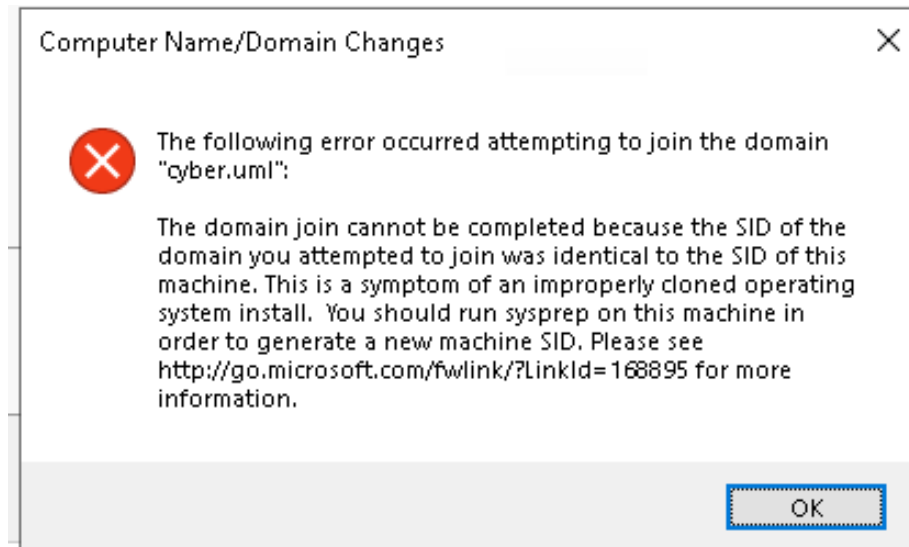 Computer Name/Domain Changes
The following error occurred attempting to join the domain
"cyber.uml":
The domain join cannot be completed because the SID of the
domain you attempted to join was identical to the SID of this
machine. This is a symptom of an improperly cloned operating
system install.  You should run sysprep on this machine in
order to generate a new machine SID. Please see
http://go.microsoft.com/fwlink/?LinkId=168895 for more
information.
OK